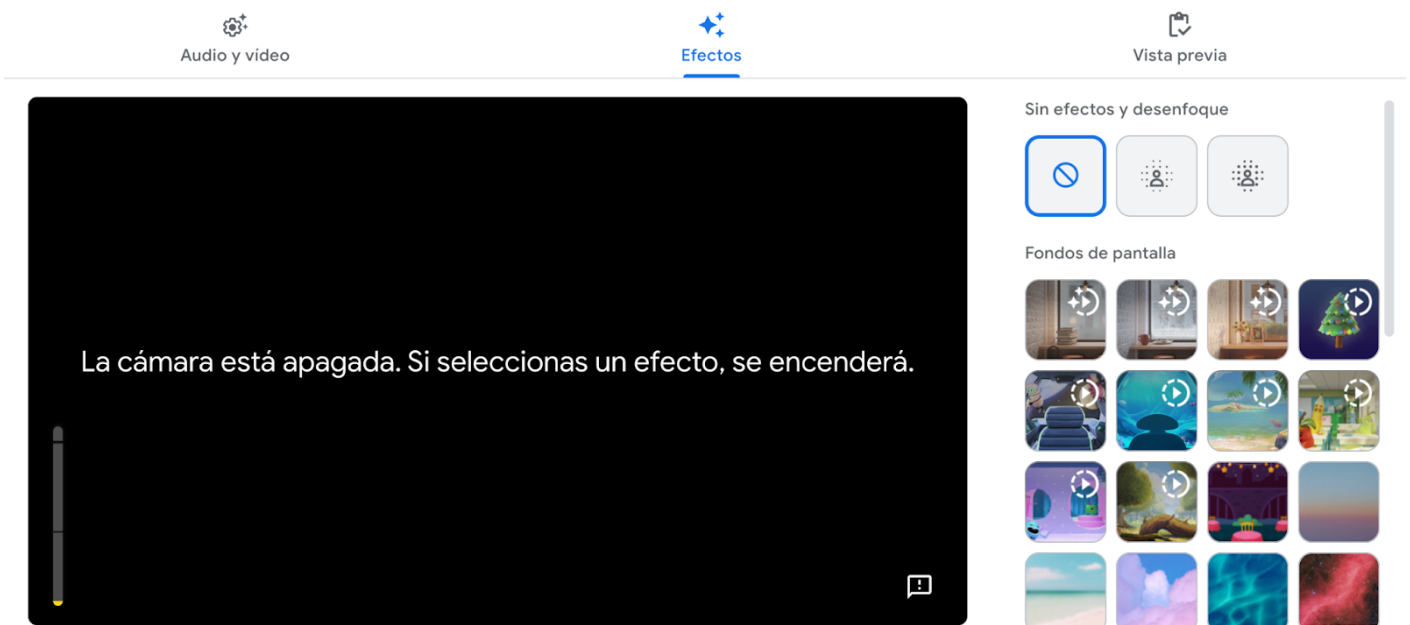 Audio y vídeo
Efectos
Vista previa
Sin efectos y desenfoque
Fondos de pantalla
La cámara está apagada. Si seleccionas un efecto, se encenderá.